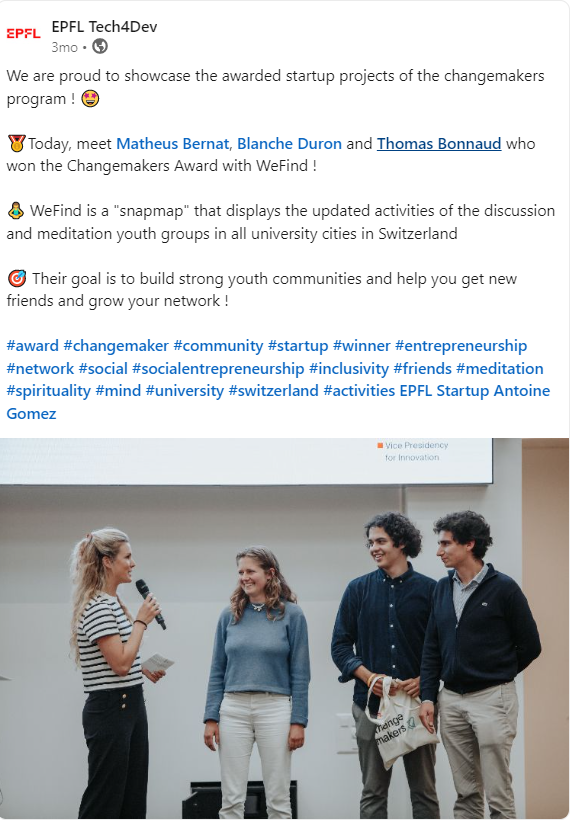 EPFL
EPFL Tech4Dev
3mo •
We are proud to showcase the awarded startup projects of the changemakers
program ! 🤩
🏅Today, meet Matheus Bernat, Blanche Duron and Thomas Bonnaud who
won the Changemakers Award with WeFind !
🧘‍♂️ WeFind is a "snapmap" that displays the updated activities of the discussion
and meditation youth groups in all university cities in Switzerland
🎯 Their goal is to build strong youth communities and help you get new
friends and grow your network !
#award #changemaker #community #startup #winner #entrepreneurship
#network #social #socialentrepreneurship #inclusivity #friends #meditation
#spirituality #mind #university #switzerland #activities EPFL Startup Antoine
Gomez
Vice Presidency
for Innovation
change
makers